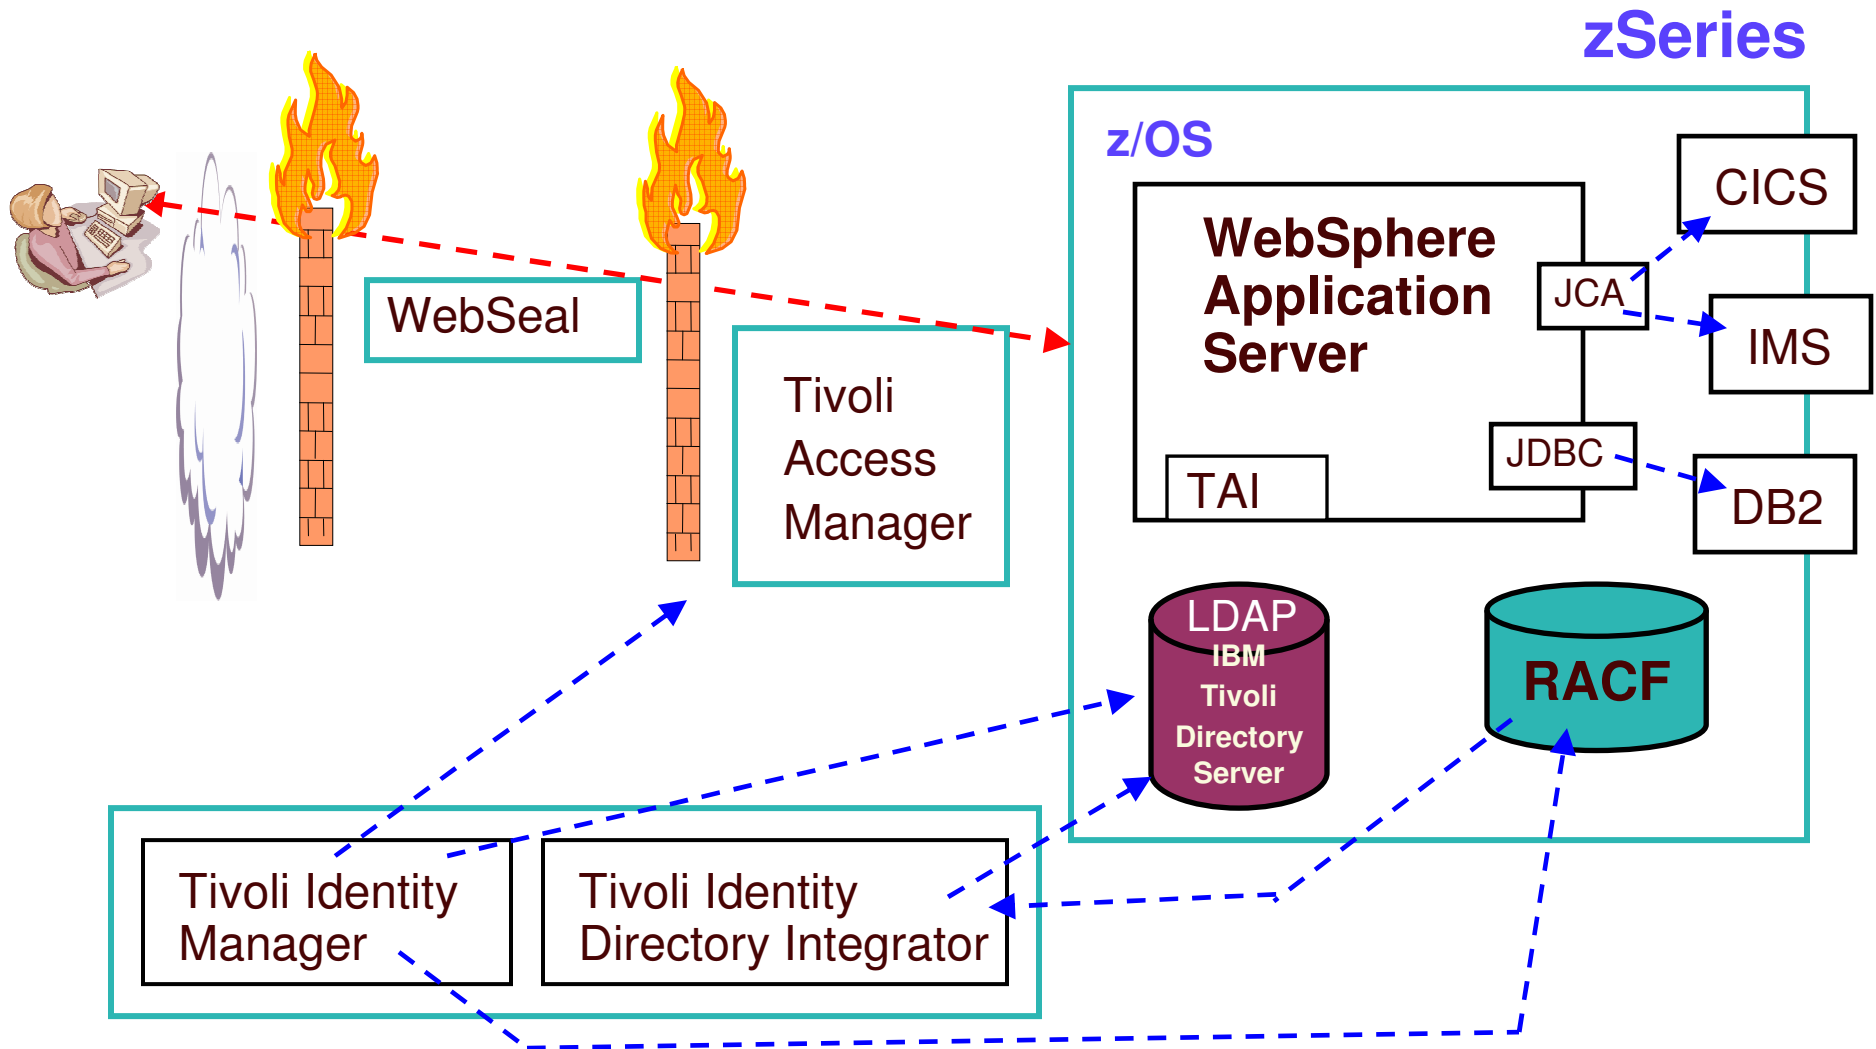 zSeries
z/OS
CICS
WebSphere
Application
Server
JCA
WebSeal
IMS
Tivoli
Access
Manager
JDBC
TAI
DB2
LDAP
IBM
Tivoli
Directory
Server
RACF
Tivoli Identity
Manager
Tivoli Identity
Directory Integrator